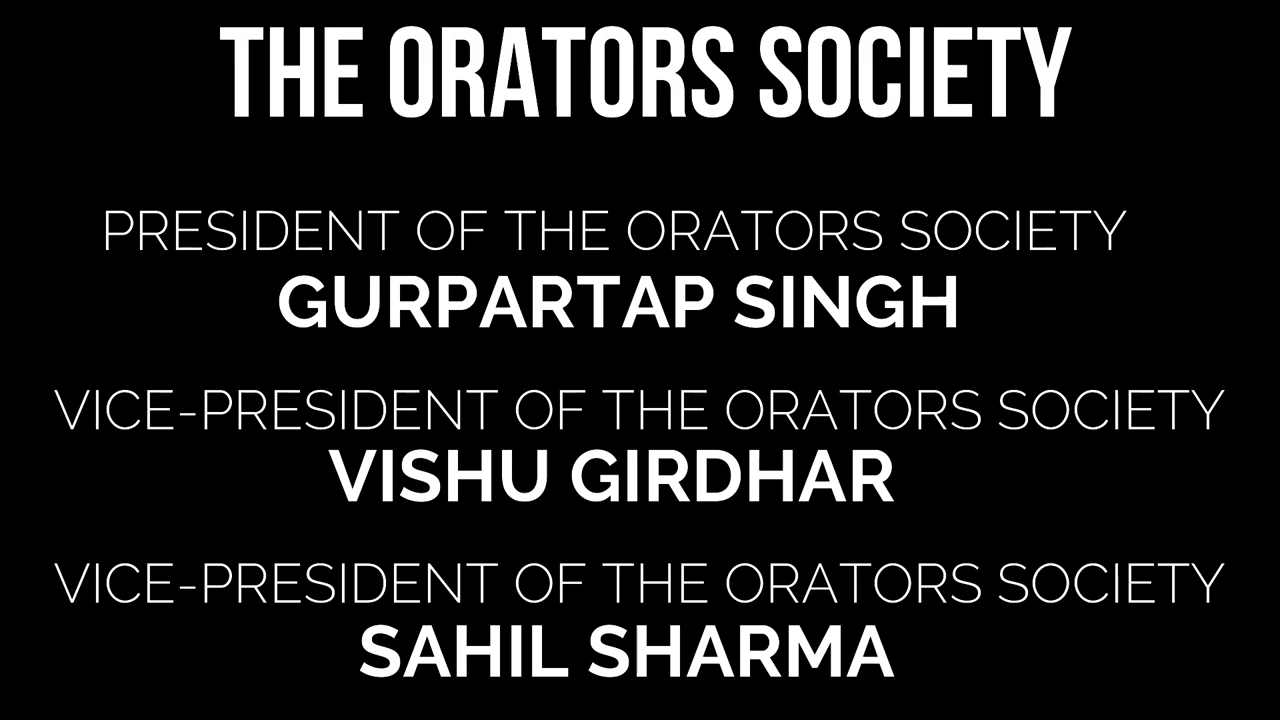 THE ORATORS SOCIETY
PRESIDENT OF THE ORATORS SOCIETY
GURPARTAP SINGH
VICE-PRESIDENT OF THE ORATORS SOCIETY
VISHU GIRDHAR
VICE-PRESIDENT OF THE ORATORS SOCIETY
SAHIL SHARMA